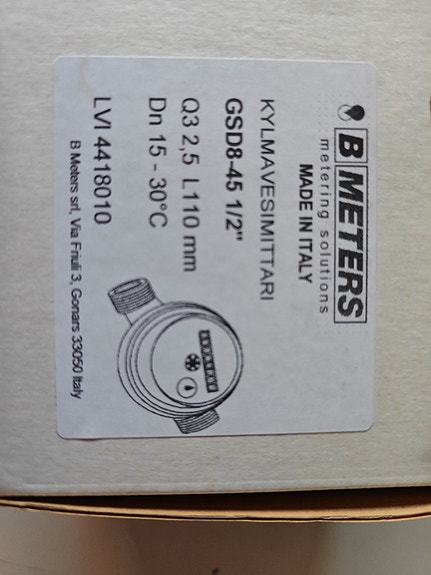 B METERS
metering solutions
MADE IN ITALY
KYLMAVESIMITTARI
GSD8-45 1/2"
Q3 2,5 L110 mm
Dn 15 - 30°C
LVI 4418010
B Meters srl, Via Friuli 3, Gonars 33050 Italy